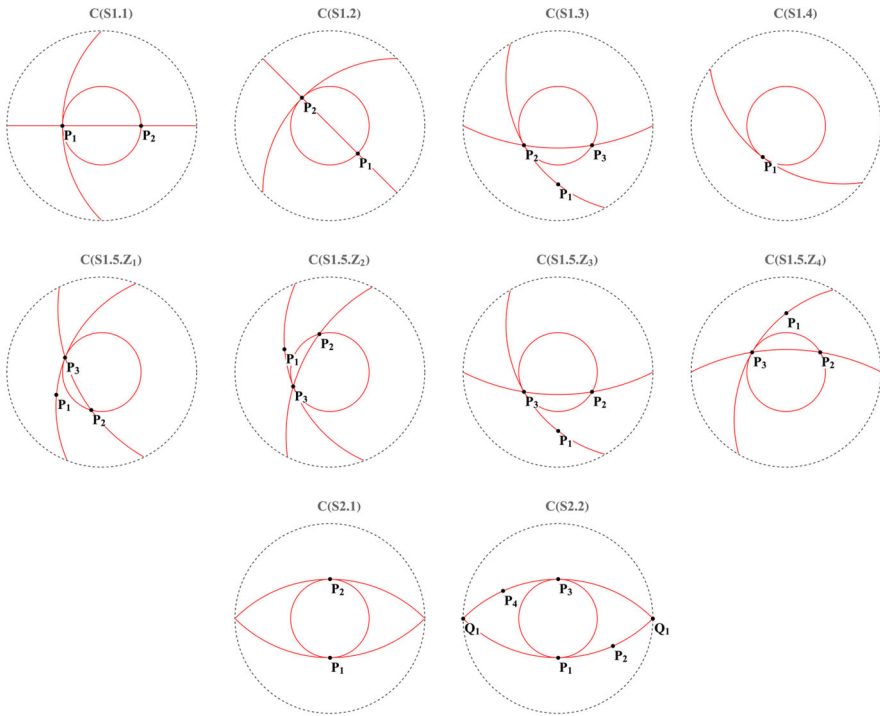 C(S1.1) C(S1.2) C(S1.3) C(S1.4)
P₁ P₂ P₂ P₁ P₂ P₃ P₁ P₁
C(S1.5.Z₁) C(S1.5.Z₂) C(S1.5.Z₃) C(S1.5.Z₄)
P₃ P₁ P₂ P₁ P₂ P₃ P₃ P₂ P₁ P₁ P₃ P₂
C(S2.1) C(S2.2)
P₂ P₁ P₃ P₄ Q₁ Q₁ P₂ P₁